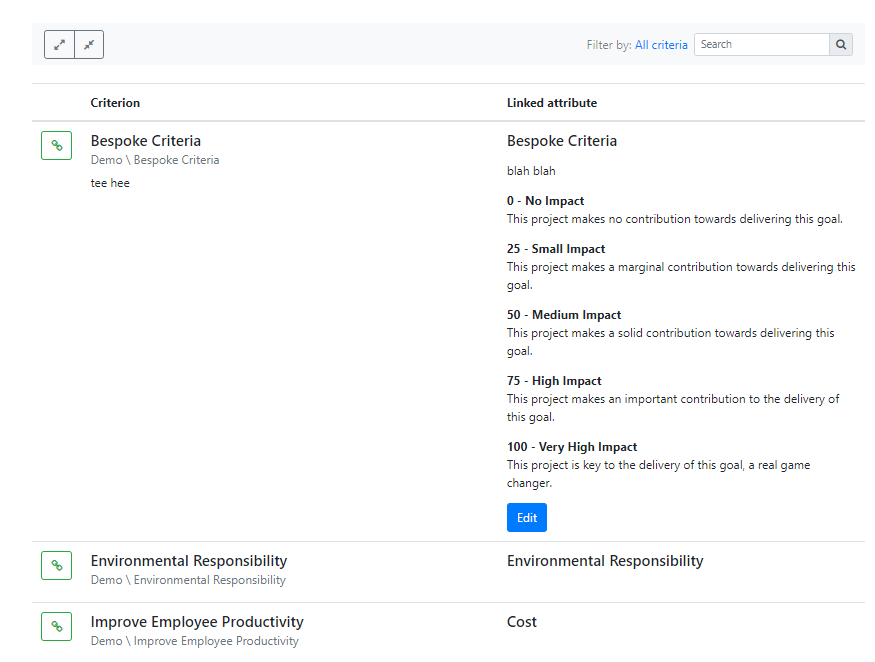 Filter by: All criteria Search
Criterion Linked attribute
Bespoke Criteria
Demo \ Bespoke Criteria
tee hee
Bespoke Criteria
blah blah
0 - No Impact
This project makes no contribution towards delivering this goal.
25 - Small Impact
This project makes a marginal contribution towards delivering this
goal.
50 - Medium Impact
This project makes a solid contribution towards delivering this
goal.
75 - High Impact
This project makes an important contribution to the delivery of
this goal.
100 - Very High Impact
This project is key to the delivery of this goal, a real game
changer.
Edit
Environmental Responsibility
Demo \ Environmental Responsibility
Environmental Responsibility
Improve Employee Productivity
Demo \ Improve Employee Productivity
Cost